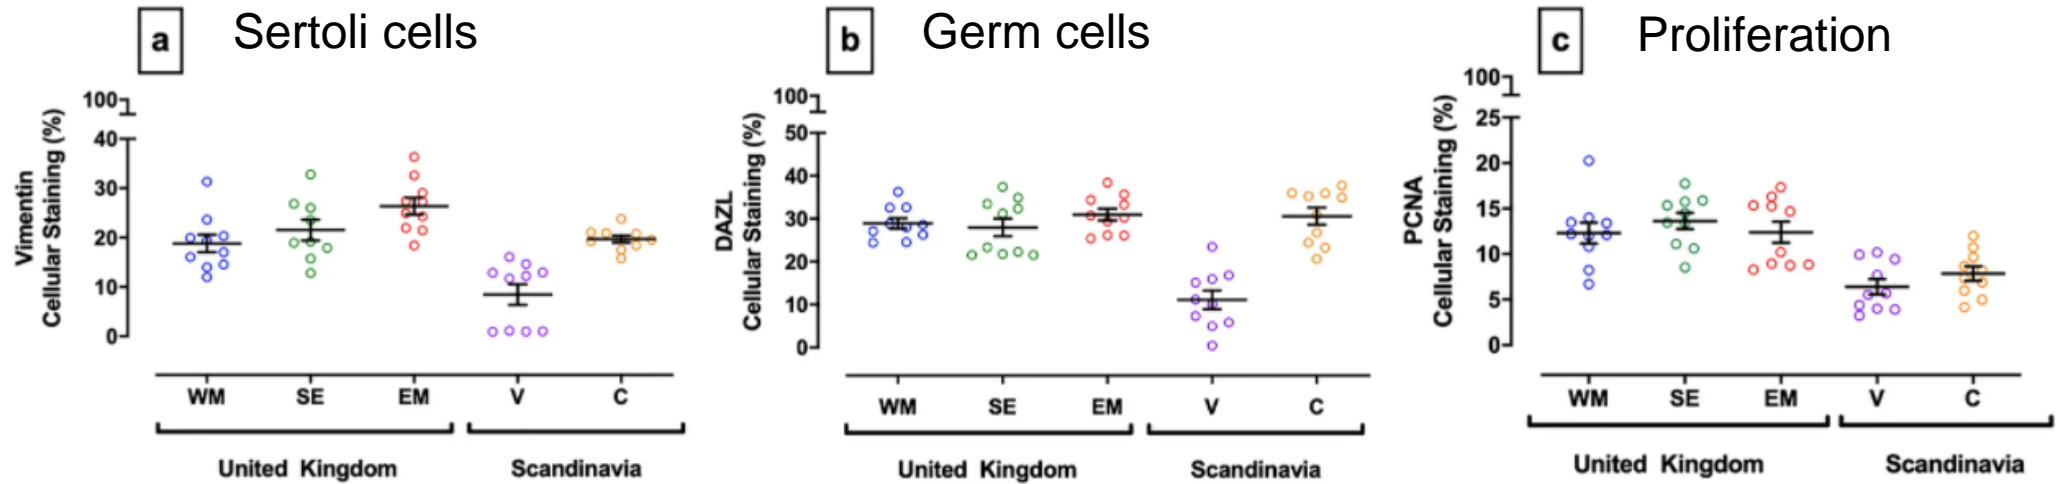 a Sertoli cells
Vimentin
Cellular Staining (%)
100
40
30
20
10
0
WM SE EM V C
United Kingdom Scandinavia
b Germ cells
DAZL
Cellular Staining (%)
100
50
40
30
20
10
0
WM SE EM V C
United Kingdom Scandinavia
c Proliferation
PCNA
Cellular Staining (%)
100
25
20
15
10
5
0
WM SE EM V C
United Kingdom Scandinavia